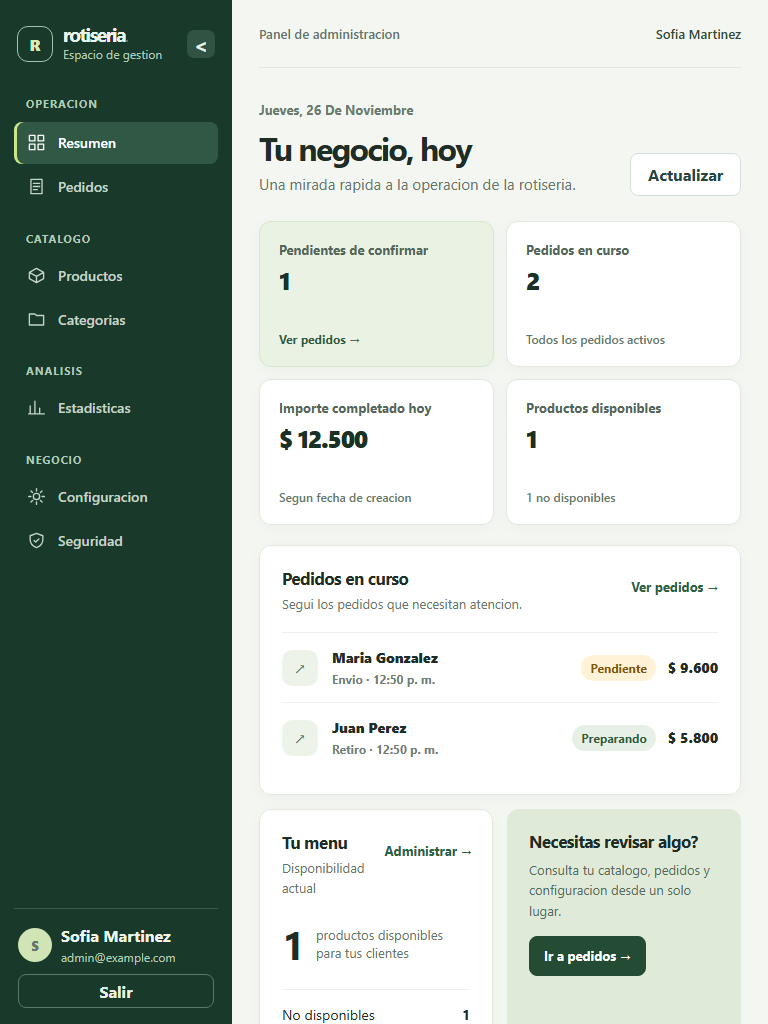 R
rotiseria
Espacio de gestion
<
OPERACION
Resumen
Pedidos
CATALOGO
Productos
Categorias
ANALISIS
Estadisticas
NEGOCIO
Configuracion
Seguridad
S
Sofia Martinez
admin@example.com
Salir
Panel de administracion
Sofia Martinez
Jueves, 26 De Noviembre
Tu negocio, hoy
Una mirada rapida a la operacion de la rotiseria.
Actualizar
Pendientes de confirmar
1
Ver pedidos →
Pedidos en curso
2
Todos los pedidos activos
Importe completado hoy
$ 12.500
Segun fecha de creacion
Productos disponibles
1
1 no disponibles
Pedidos en curso
Segui los pedidos que necesitan atencion.
Ver pedidos →
↗
Maria Gonzalez
Envio · 12:50 p. m.
Pendiente
$ 9.600
↗
Juan Perez
Retiro · 12:50 p. m.
Preparando
$ 5.800
Tu menu
Disponibilidad
actual
Administrar →
1
productos disponibles
para tus clientes
No disponibles
1
Necesitas revisar algo?
Consulta tu catalogo, pedidos y
configuracion desde un solo
lugar.
Ir a pedidos →